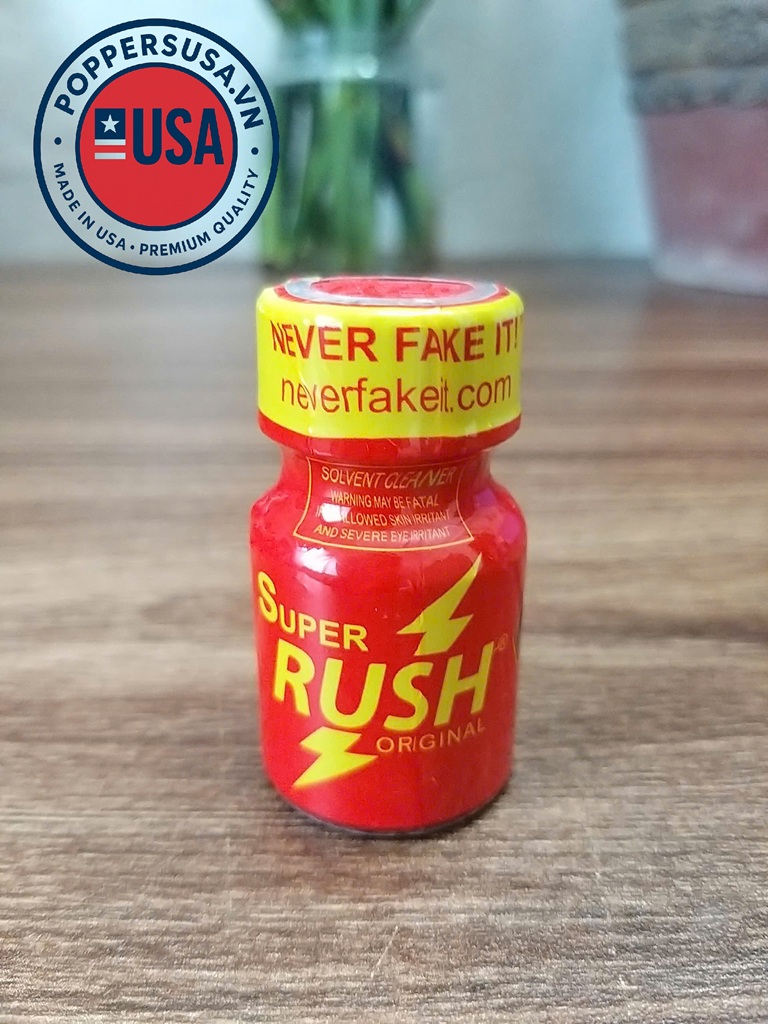 POPPERSUSA.VN
USA
MADE IN USA • PREMIUM QUALITY
NEVER FAKE IT!
neverfakeit.com
SOLVENT CLEANER
WARNING MAY BE FATAL
SWALLOWED SKIN IRRITANT
AND SEVERE EYE IRRITANT
SUPER
RUSH®
ORIGINAL